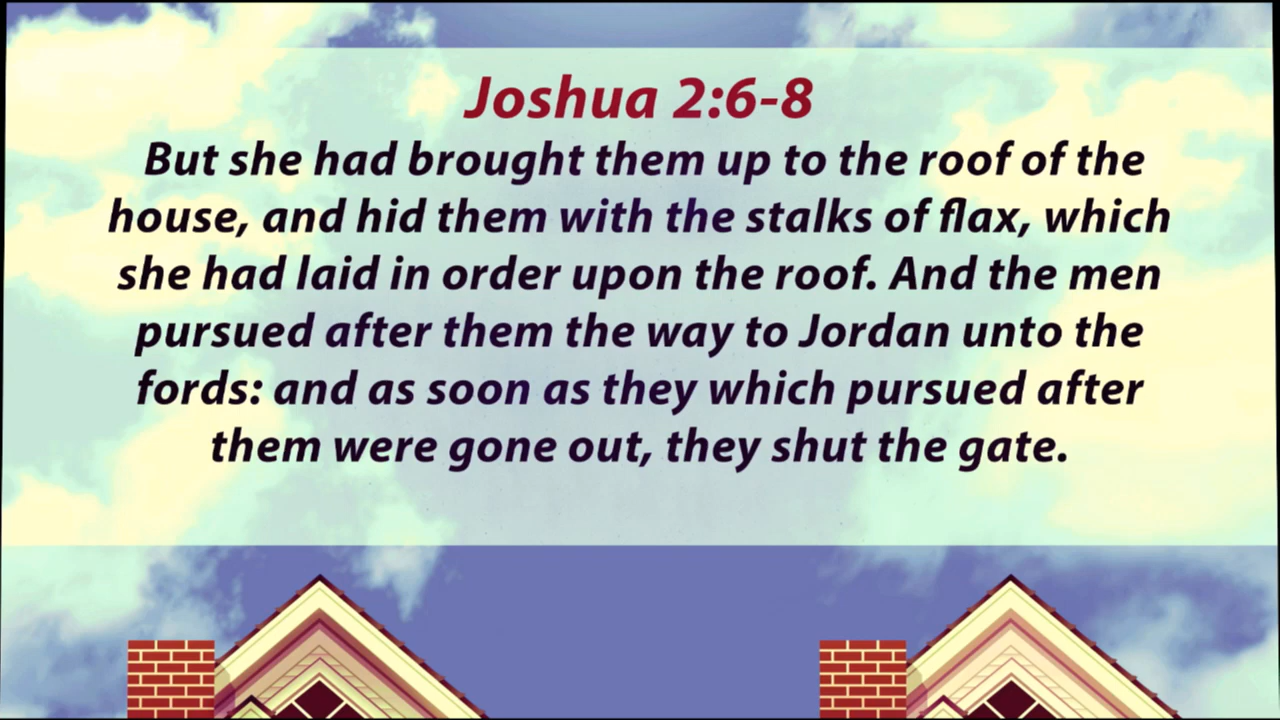 Joshua 2:6-8
But she had brought them up to the roof of the
house, and hid them with the stalks of flax, which
she had laid in order upon the roof. And the men
pursued after them the way to Jordan unto the
fords: and as soon as they which pursued after
them were gone out, they shut the gate.